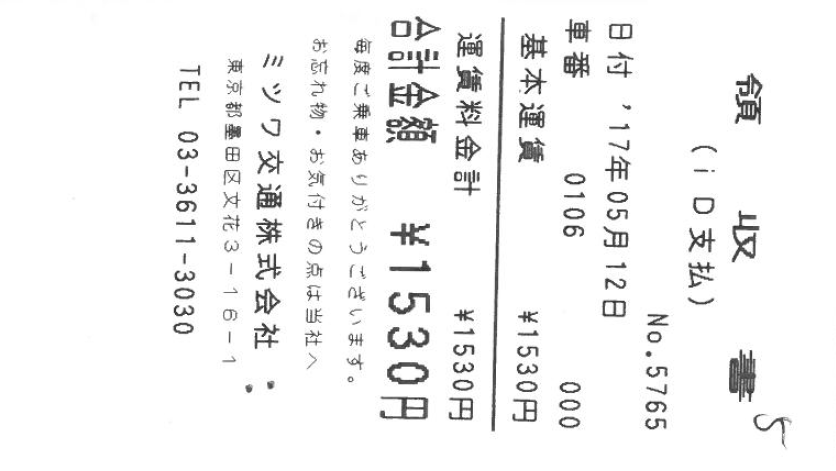 領収書
(iD支払)
No.5765
日付 '17年05月12日
車番 0106 000
基本運賃 ¥1530円
運賃料金計 ¥1530円
合計金額 ¥1530円
毎度ご乗車ありがとうございます。
お忘れ物・お気付きの点は当社へ
ミツワ交通株式会社
東京都墨田区文花3-16-1
TEL 03-3611-3030